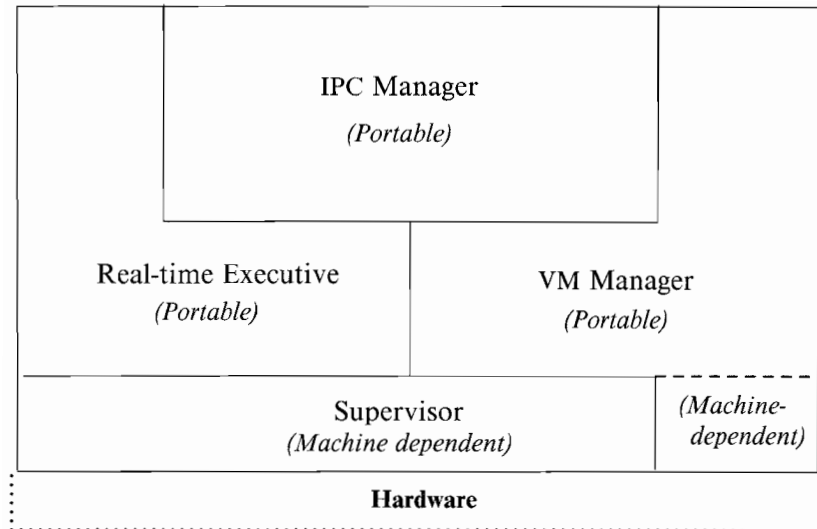 IPC Manager
(Portable)
Real-time Executive
(Portable)
VM Manager
(Portable)
Supervisor
(Machine dependent)
(Machine-
dependent)
Hardware